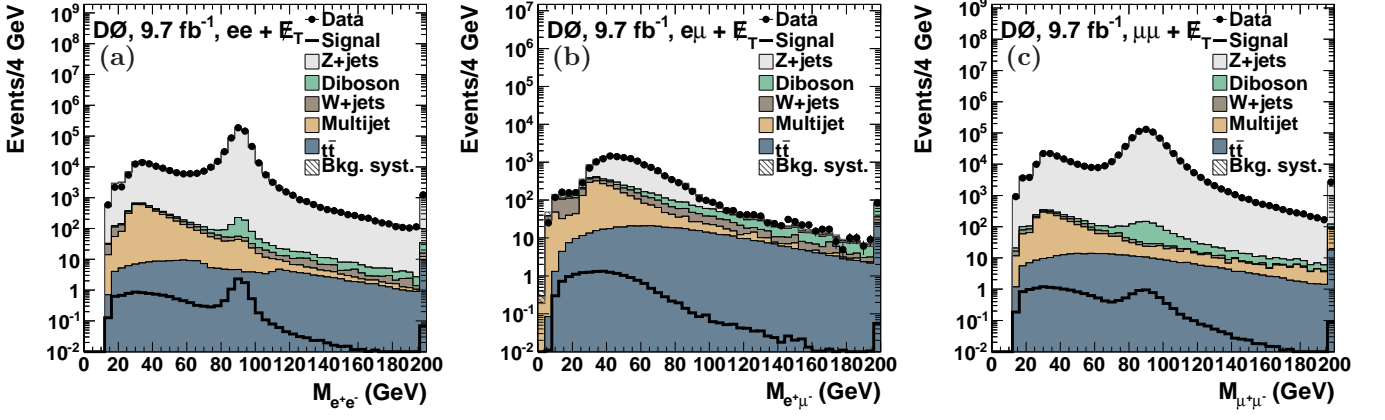 DØ, 9.7 fb⁻¹, ee + E̸_T
(a)
Data
Signal
Z+jets
Diboson
W+jets
Multijet
tt̄
Bkg. syst.
Events/4 GeV
10⁹
10⁸
10⁷
10⁶
10⁵
10⁴
10³
10²
10
1
10⁻¹
10⁻²
0 20 40 60 80 100 120 140 160 180 200
M_e⁺e⁻ (GeV)
DØ, 9.7 fb⁻¹, eμ + E̸_T
(b)
Data
Signal
Z+jets
Diboson
W+jets
Multijet
tt̄
Bkg. syst.
Events/4 GeV
10⁷
10⁶
10⁵
10⁴
10³
10²
10
1
10⁻¹
10⁻²
0 20 40 60 80 100 120 140 160 180 200
M_e⁺μ⁻ (GeV)
DØ, 9.7 fb⁻¹, μμ + E̸_T
(c)
Data
Signal
Z+jets
Diboson
W+jets
Multijet
tt̄
Bkg. syst.
Events/4 GeV
10⁸
10⁷
10⁶
10⁵
10⁴
10³
10²
10
1
10⁻¹
10⁻²
0 20 40 60 80 100 120 140 160 180 200
M_μ⁺μ⁻ (GeV)